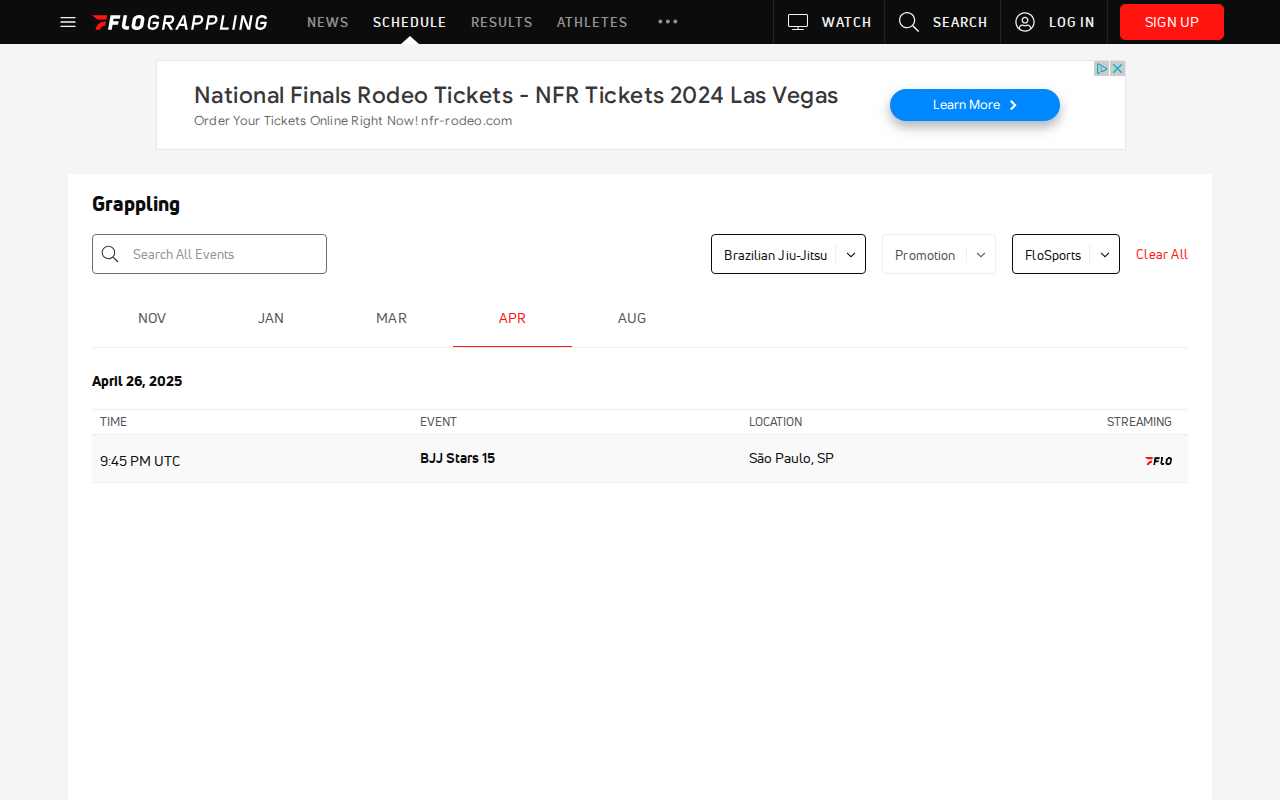 FLOGRAPPLING NEWS SCHEDULE RESULTS ATHLETES WATCH SEARCH LOG IN SIGN UP
National Finals Rodeo Tickets - NFR Tickets 2024 Las Vegas
Order Your Tickets Online Right Now! nfr-rodeo.com
Learn More
Grappling
Search All Events
Brazilian Jiu-Jitsu Promotion FloSports Clear All
NOV JAN MAR APR AUG
April 26, 2025
TIME EVENT LOCATION STREAMING
9:45 PM UTC BJJ Stars 15 São Paulo, SP FLO